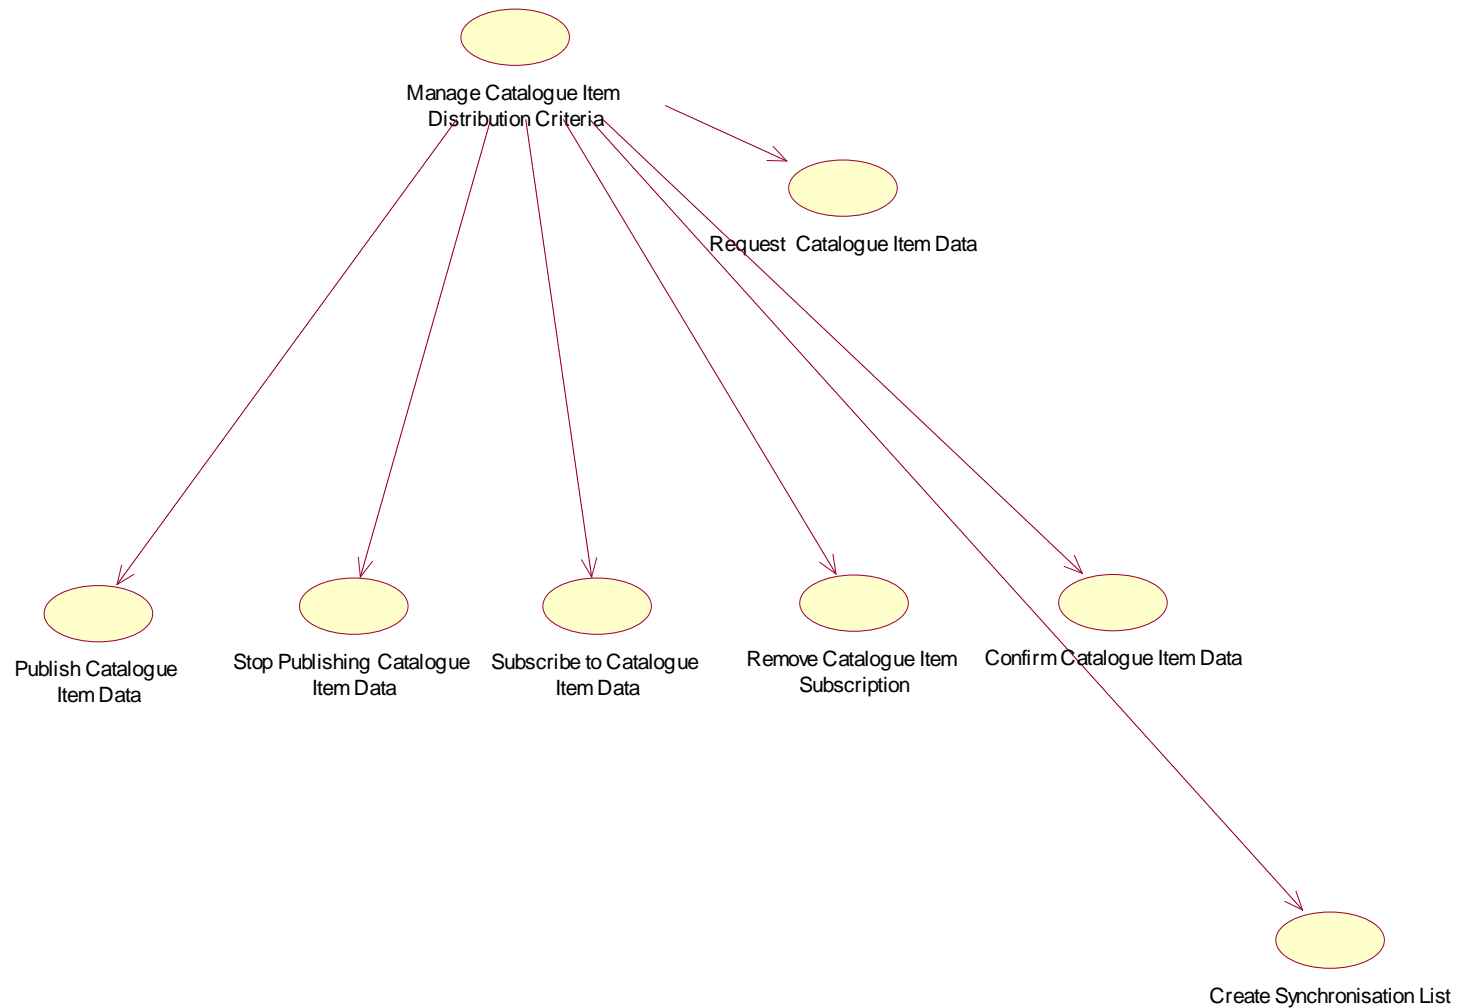 Manage Catalogue Item
Distribution Criteria
Request Catalogue Item Data
Publish Catalogue
Item Data
Stop Publishing Catalogue
Item Data
Subscribe to Catalogue
Item Data
Remove Catalogue Item
Subscription
Confirm Catalogue Item Data
Create Synchronisation List